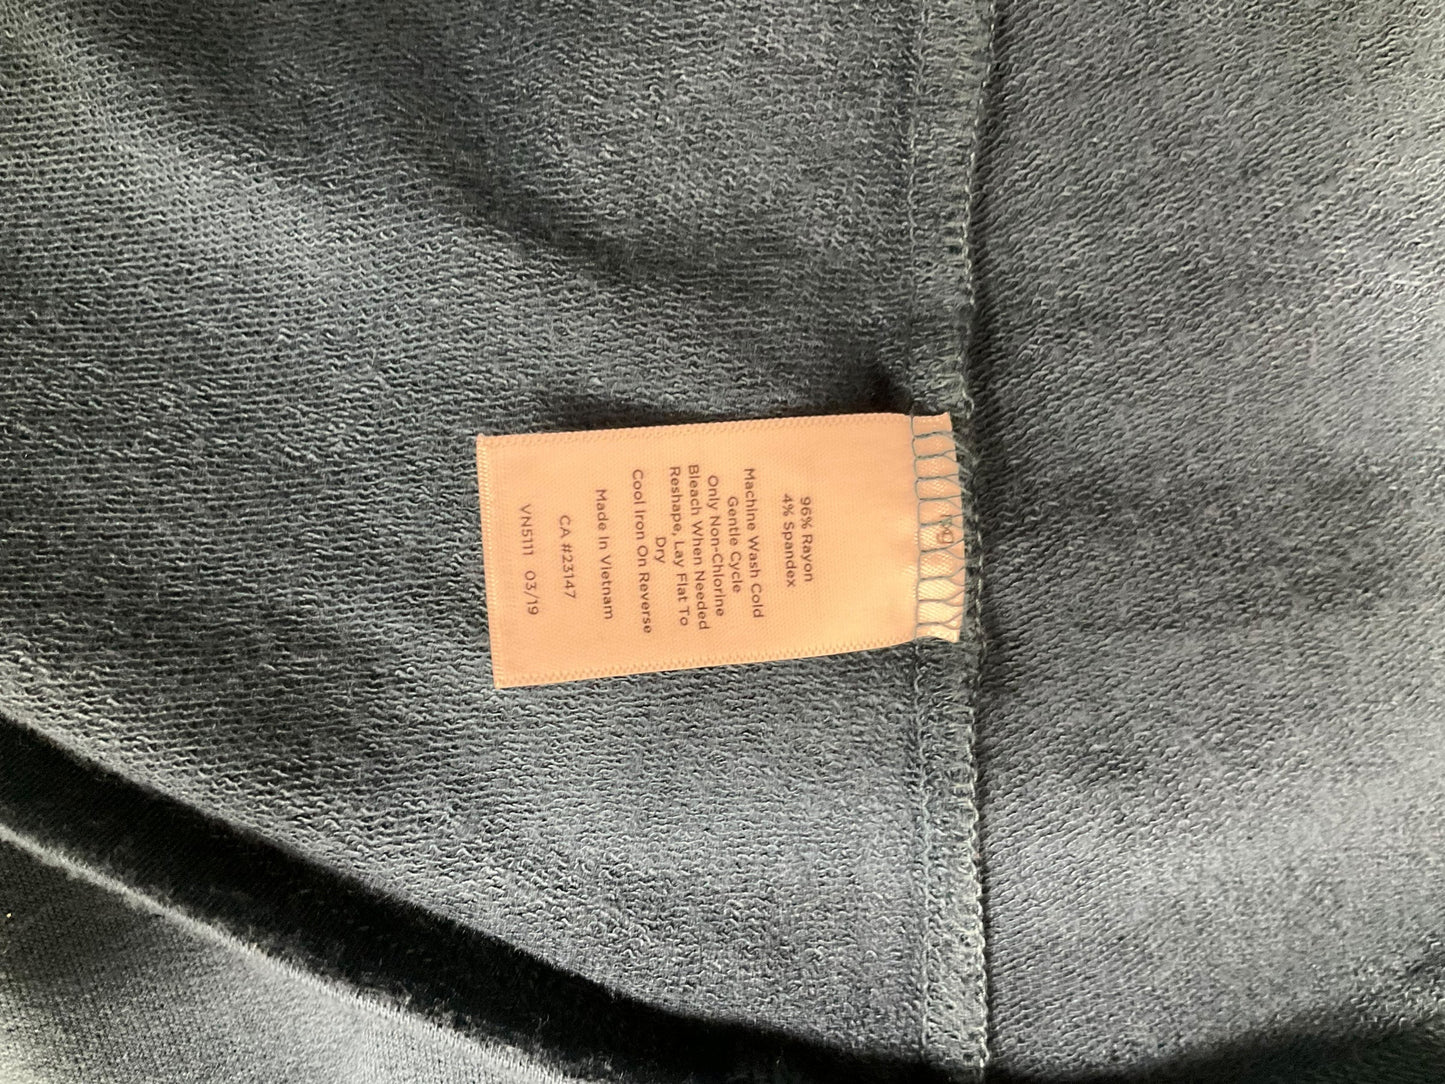 96% Rayon
4% Spandex
Machine Wash Cold
Gentle Cycle
Only Non-Chlorine
Bleach When Needed
Reshape, Lay Flat To
Dry
Cool Iron On Reverse
Made In Vietnam
CA #23147
VN5111 03/19